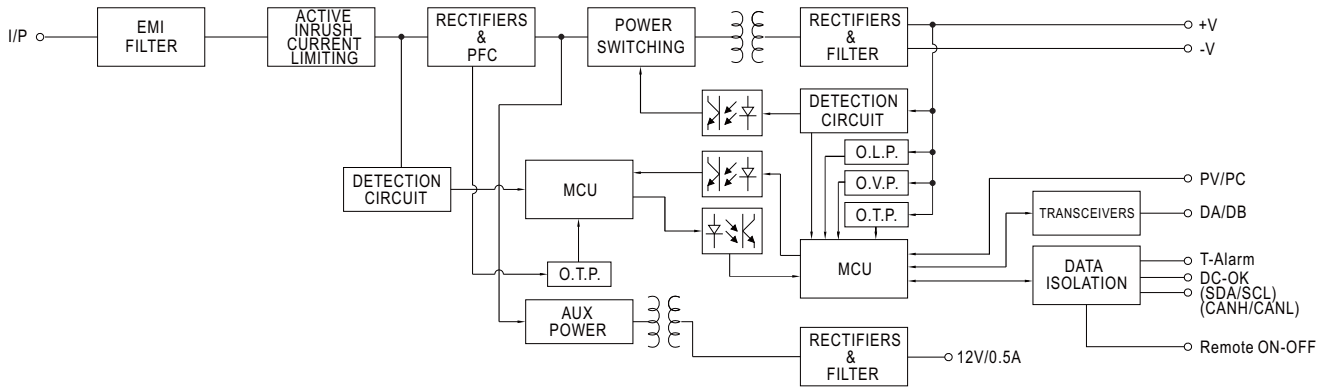 I/P
EMI
FILTER
ACTIVE
INRUSH
CURRENT
LIMITING
RECTIFIERS
&
PFC
POWER
SWITCHING
RECTIFIERS
&
FILTER
+V
-V
DETECTION
CIRCUIT
O.L.P.
O.V.P.
O.T.P.
DETECTION
CIRCUIT
MCU
O.T.P.
MCU
PV/PC
TRANSCEIVERS
DA/DB
DATA
ISOLATION
T-Alarm
DC-OK
(SDA/SCL)
(CANH/CANL)
Remote ON-OFF
AUX
POWER
RECTIFIERS
&
FILTER
12V/0.5A